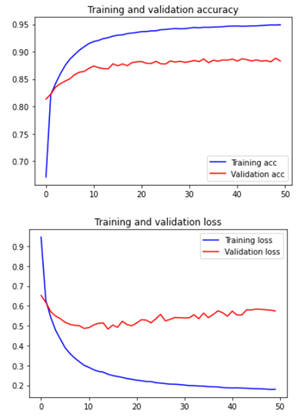 Training and validation accuracy
0.95
0.90
0.85
0.80
0.75
0.70
Training acc
Validation acc
0 10 20 30 40 50
Training and validation loss
0.9
0.8
0.7
0.6
0.5
0.4
0.3
0.2
Training loss
Validation loss
0 10 20 30 40 50